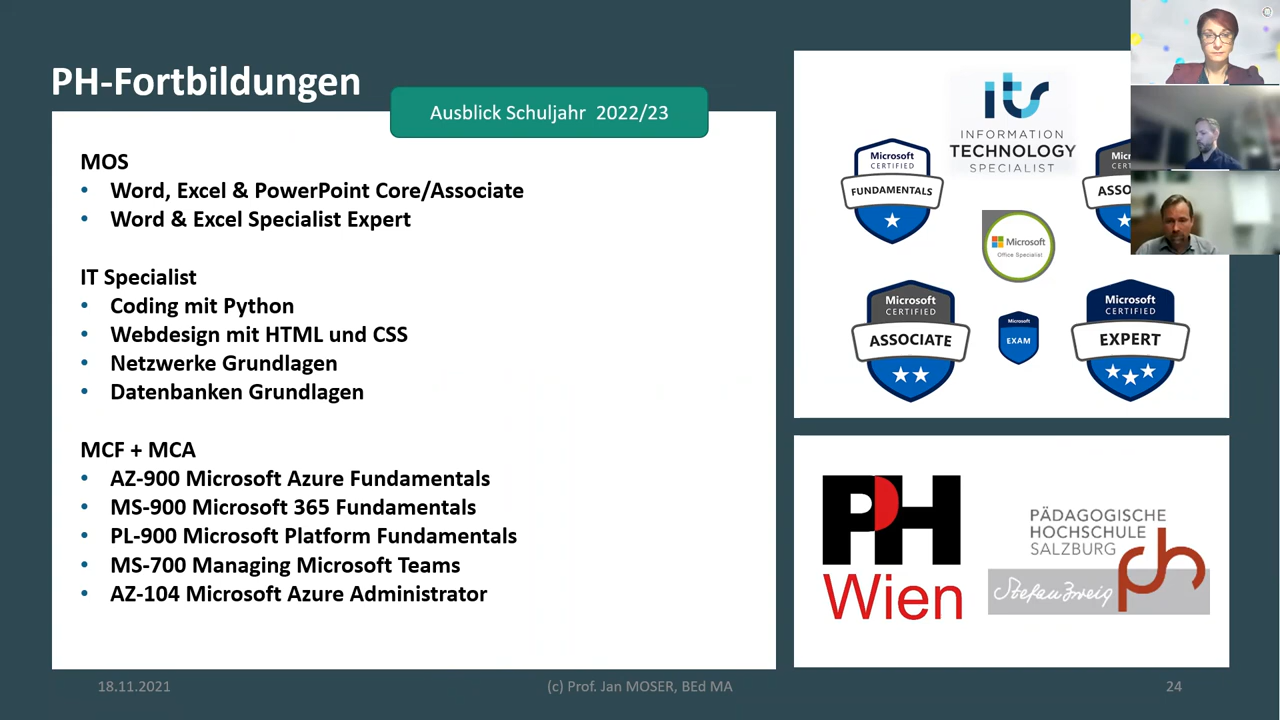 PH-Fortbildungen
Ausblick Schuljahr 2022/23
MOS
• Word, Excel & PowerPoint Core/Associate
• Word & Excel Specialist Expert
IT Specialist
• Coding mit Python
• Webdesign mit HTML und CSS
• Netzwerke Grundlagen
• Datenbanken Grundlagen
MCF + MCA
• AZ-900 Microsoft Azure Fundamentals
• MS-900 Microsoft 365 Fundamentals
• PL-900 Microsoft Platform Fundamentals
• MS-700 Managing Microsoft Teams
• AZ-104 Microsoft Azure Administrator
its
INFORMATION
TECHNOLOGY
SPECIALIST
Microsoft
CERTIFIED
FUNDAMENTALS
Microsoft
Office Specialist
Microsoft
CERTIFIED
ASSOCIATE
Microsoft
EXAM
Microsoft
CERTIFIED
EXPERT
PH
Wien
PÄDAGOGISCHE
HOCHSCHULE
SALZBURG
Stefan Zweig
ph
18.11.2021
(c) Prof. Jan MOSER, BEd MA
24